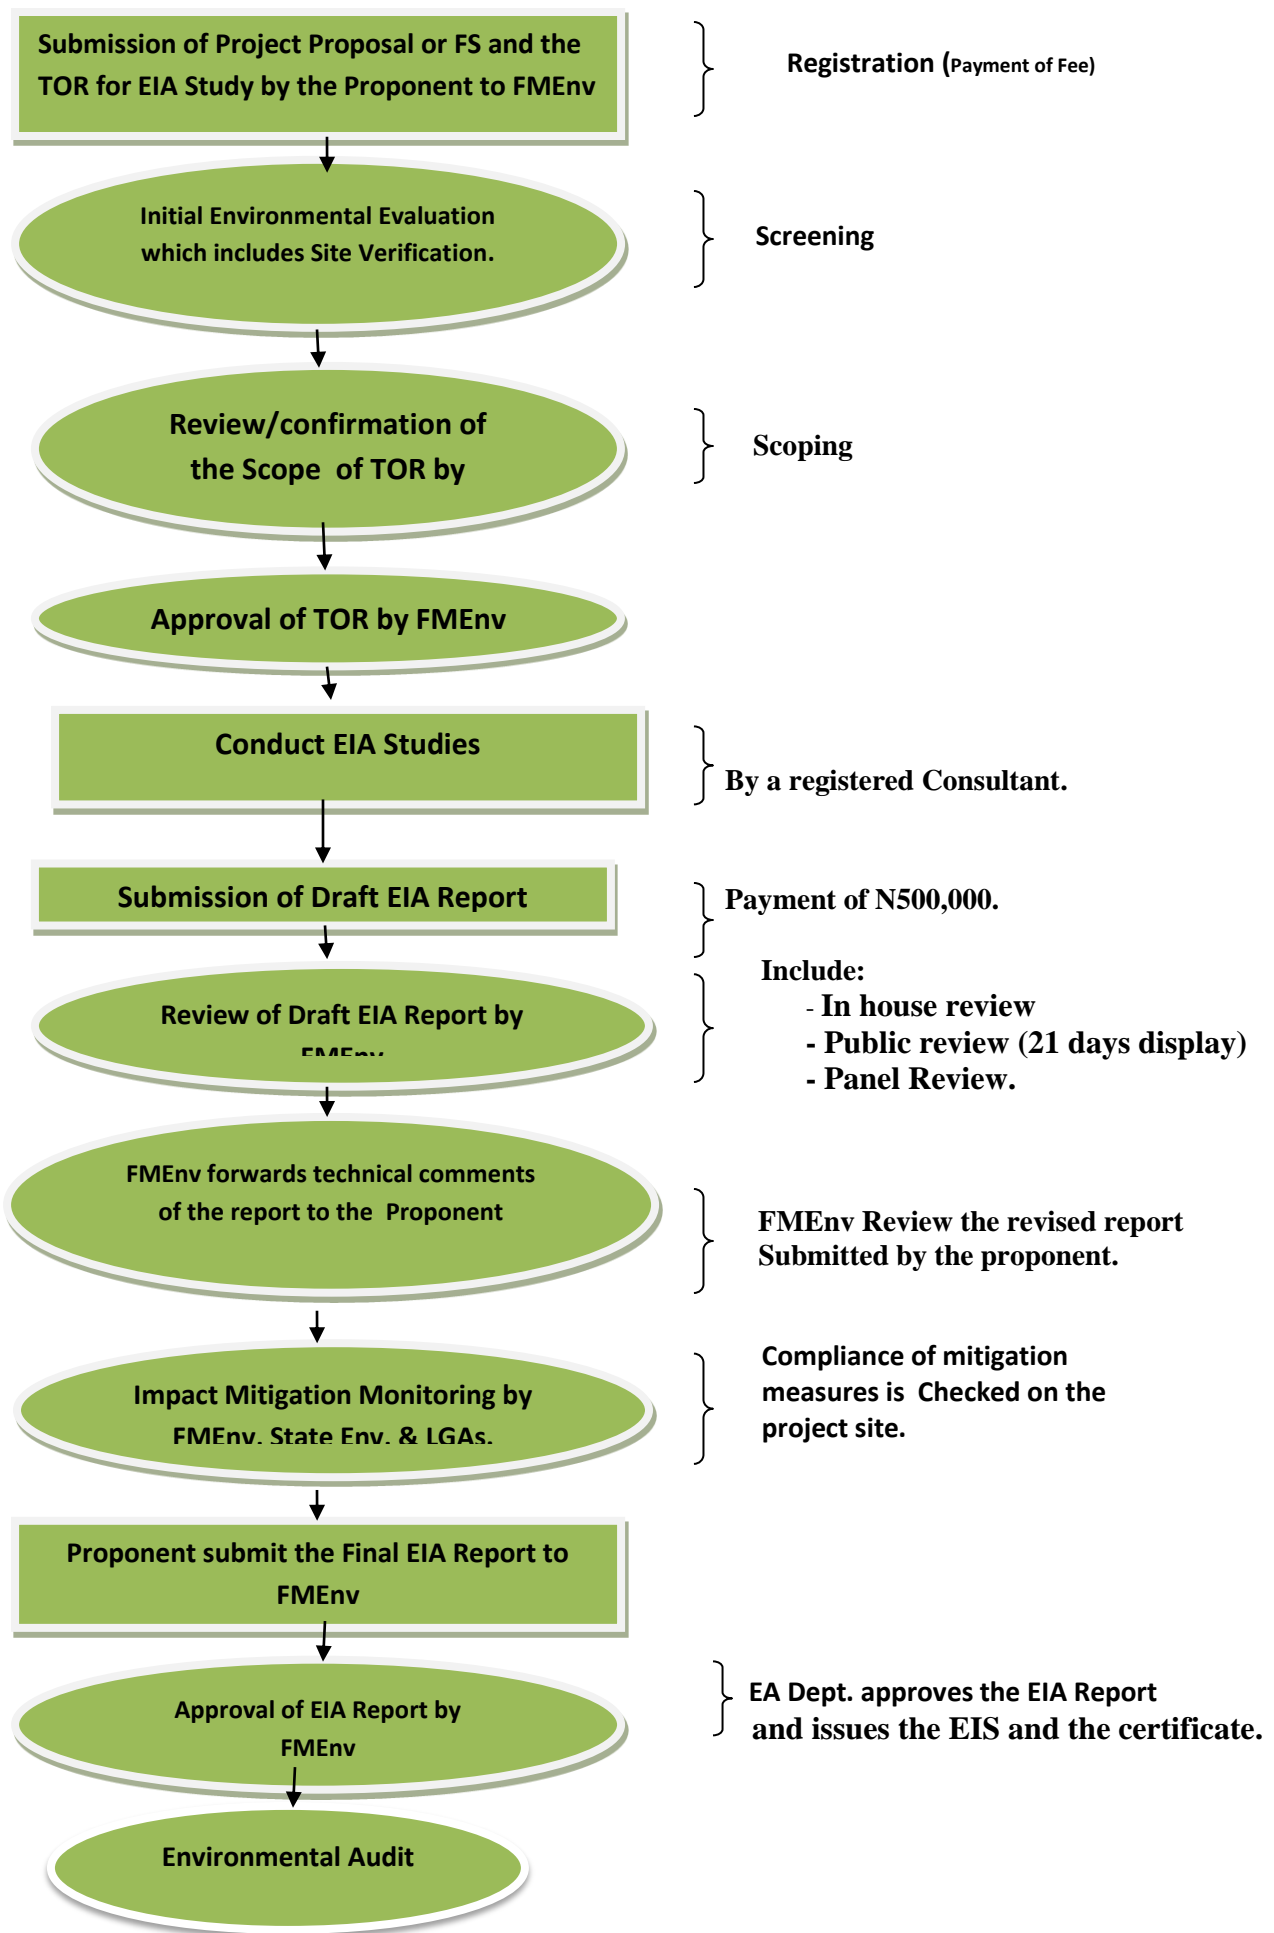 Submission of Project Proposal or FS and the
TOR for EIA Study by the Proponent to FMEnv
Registration (Payment of Fee)
Initial Environmental Evaluation
which includes Site Verification.
Screening
Review/confirmation of
the Scope of TOR by
Scoping
Approval of TOR by FMEnv
Conduct EIA Studies
By a registered Consultant.
Submission of Draft EIA Report
Payment of N500,000.
Review of Draft EIA Report by
FMEnv
Include:
- In house review
- Public review (21 days display)
- Panel Review.
FMEnv forwards technical comments
of the report to the Proponent
FMEnv Review the revised report
Submitted by the proponent.
Impact Mitigation Monitoring by
FMEnv, State Env. & LGAs.
Compliance of mitigation
measures is Checked on the
project site.
Proponent submit the Final EIA Report to
FMEnv
Approval of EIA Report by
FMEnv
EA Dept. approves the EIA Report
and issues the EIS and the certificate.
Environmental Audit